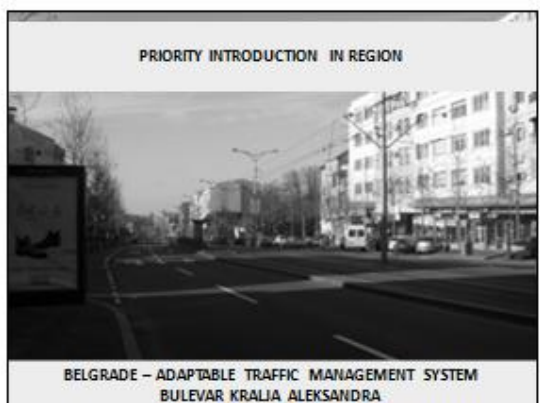 PRIORITY INTRODUCTION IN REGION
BELGRADE – ADAPTABLE TRAFFIC MANAGEMENT SYSTEM
BULEVAR KRALJA ALEKSANDRA